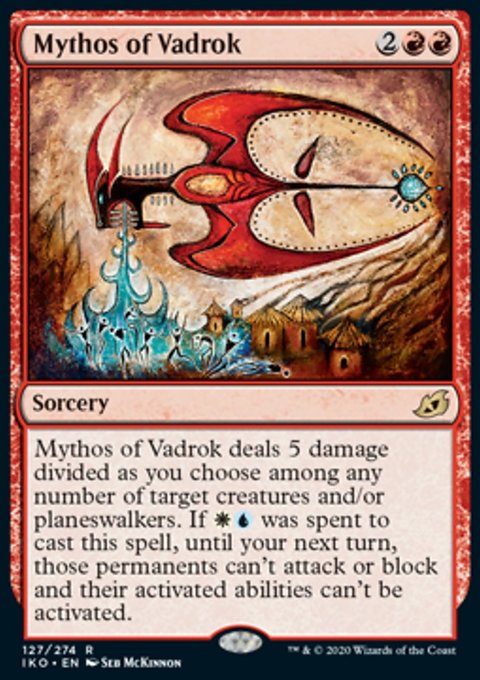 Mythos of Vadrok 2
Sorcery
Mythos of Vadrok deals 5 damage
divided as you choose among any
number of target creatures and/or
planeswalkers. If was spent to
cast this spell, until your next turn,
those permanents can't attack or block
and their activated abilities can't be
activated.
127/274 R ™ & © 2020 Wizards of the Coast
IKO • EN Seb McKinnon